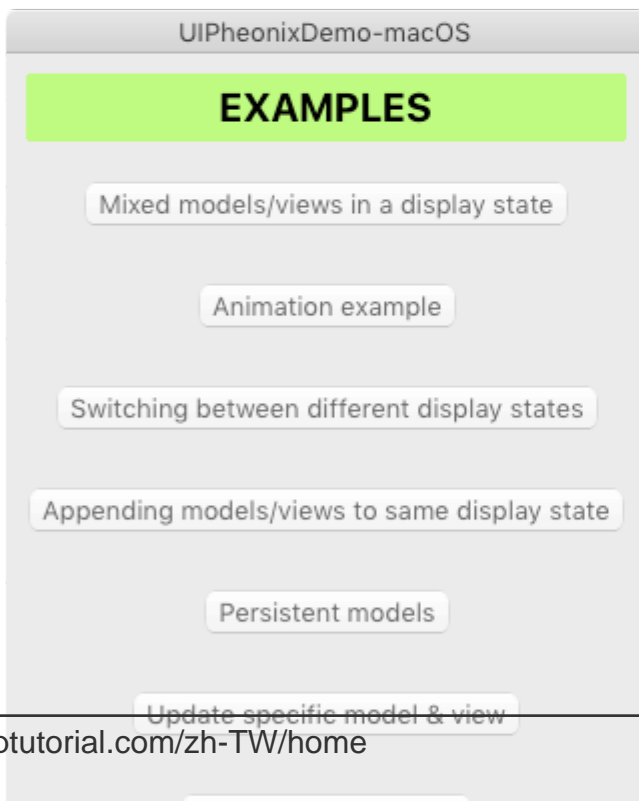 UIPheonixDemo-macOS
EXAMPLES
Mixed models/views in a display state
Animation example
Switching between different display states
Appending models/views to same display state
Persistent models
Update specific model & view
otutorial.com/zh-TW/home